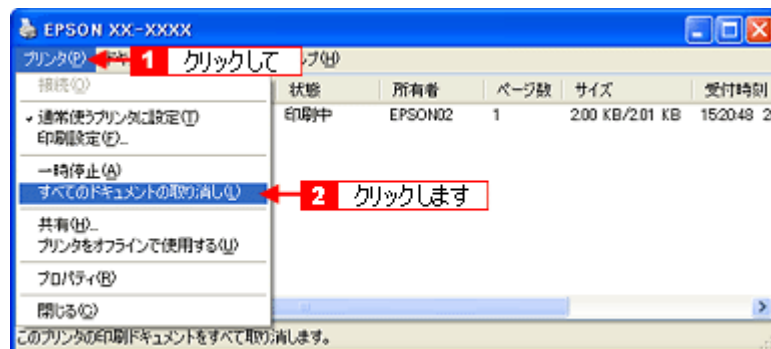 EPSON XX-XXXX
プリンタ(P) 1 クリックして ルプ(H)
接続(O)
状態 所有者 ページ数 サイズ 受付時刻
通常使うプリンタに設定(T)
印刷中 EPSON02 1 2.00 KB/2.01 KB 15:20:48 2
印刷設定(E)...
一時停止(A)
すべてのドキュメントの取り消し(L) 2 クリックします
共有(H)...
プリンタをオフラインで使用する(U)
プロパティ(R)
閉じる(C)
このプリンタの印刷ドキュメントをすべて取り消します。